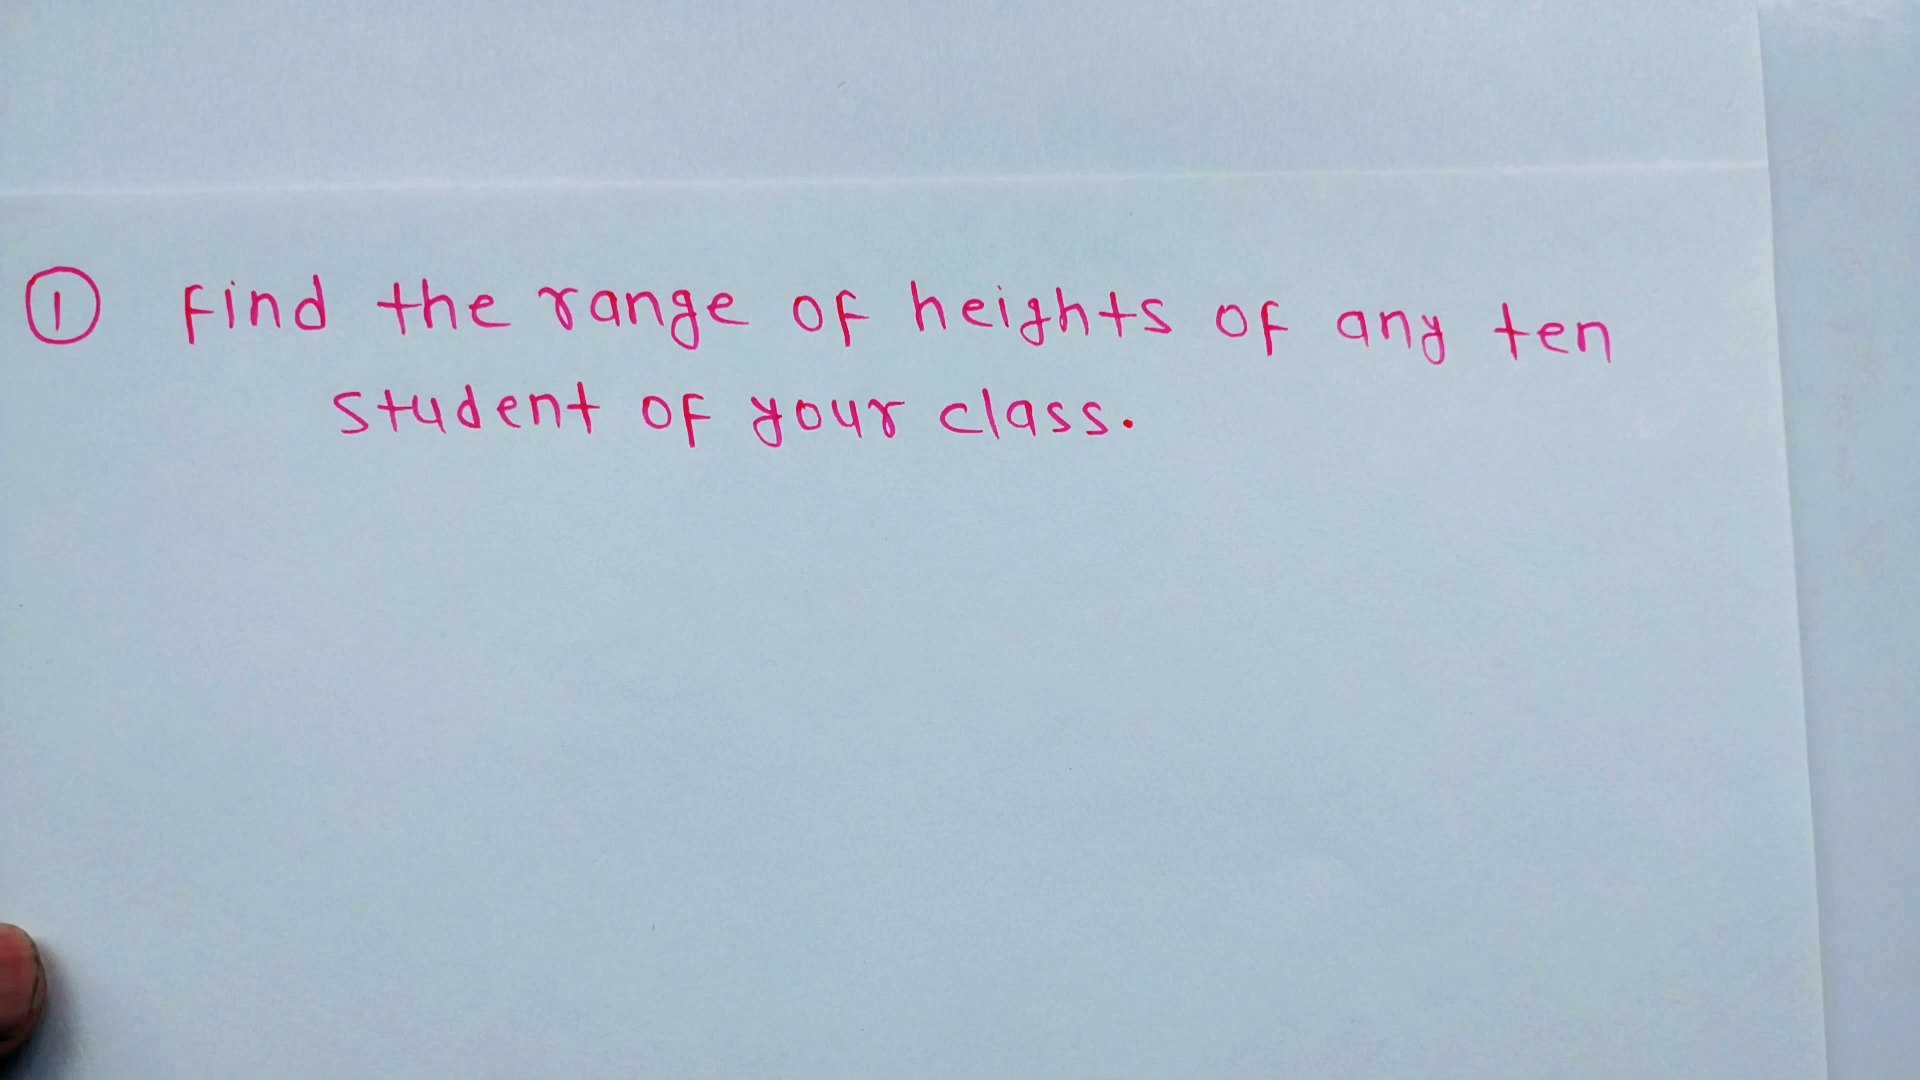 ① Find the range of heights of any ten
student of your class.